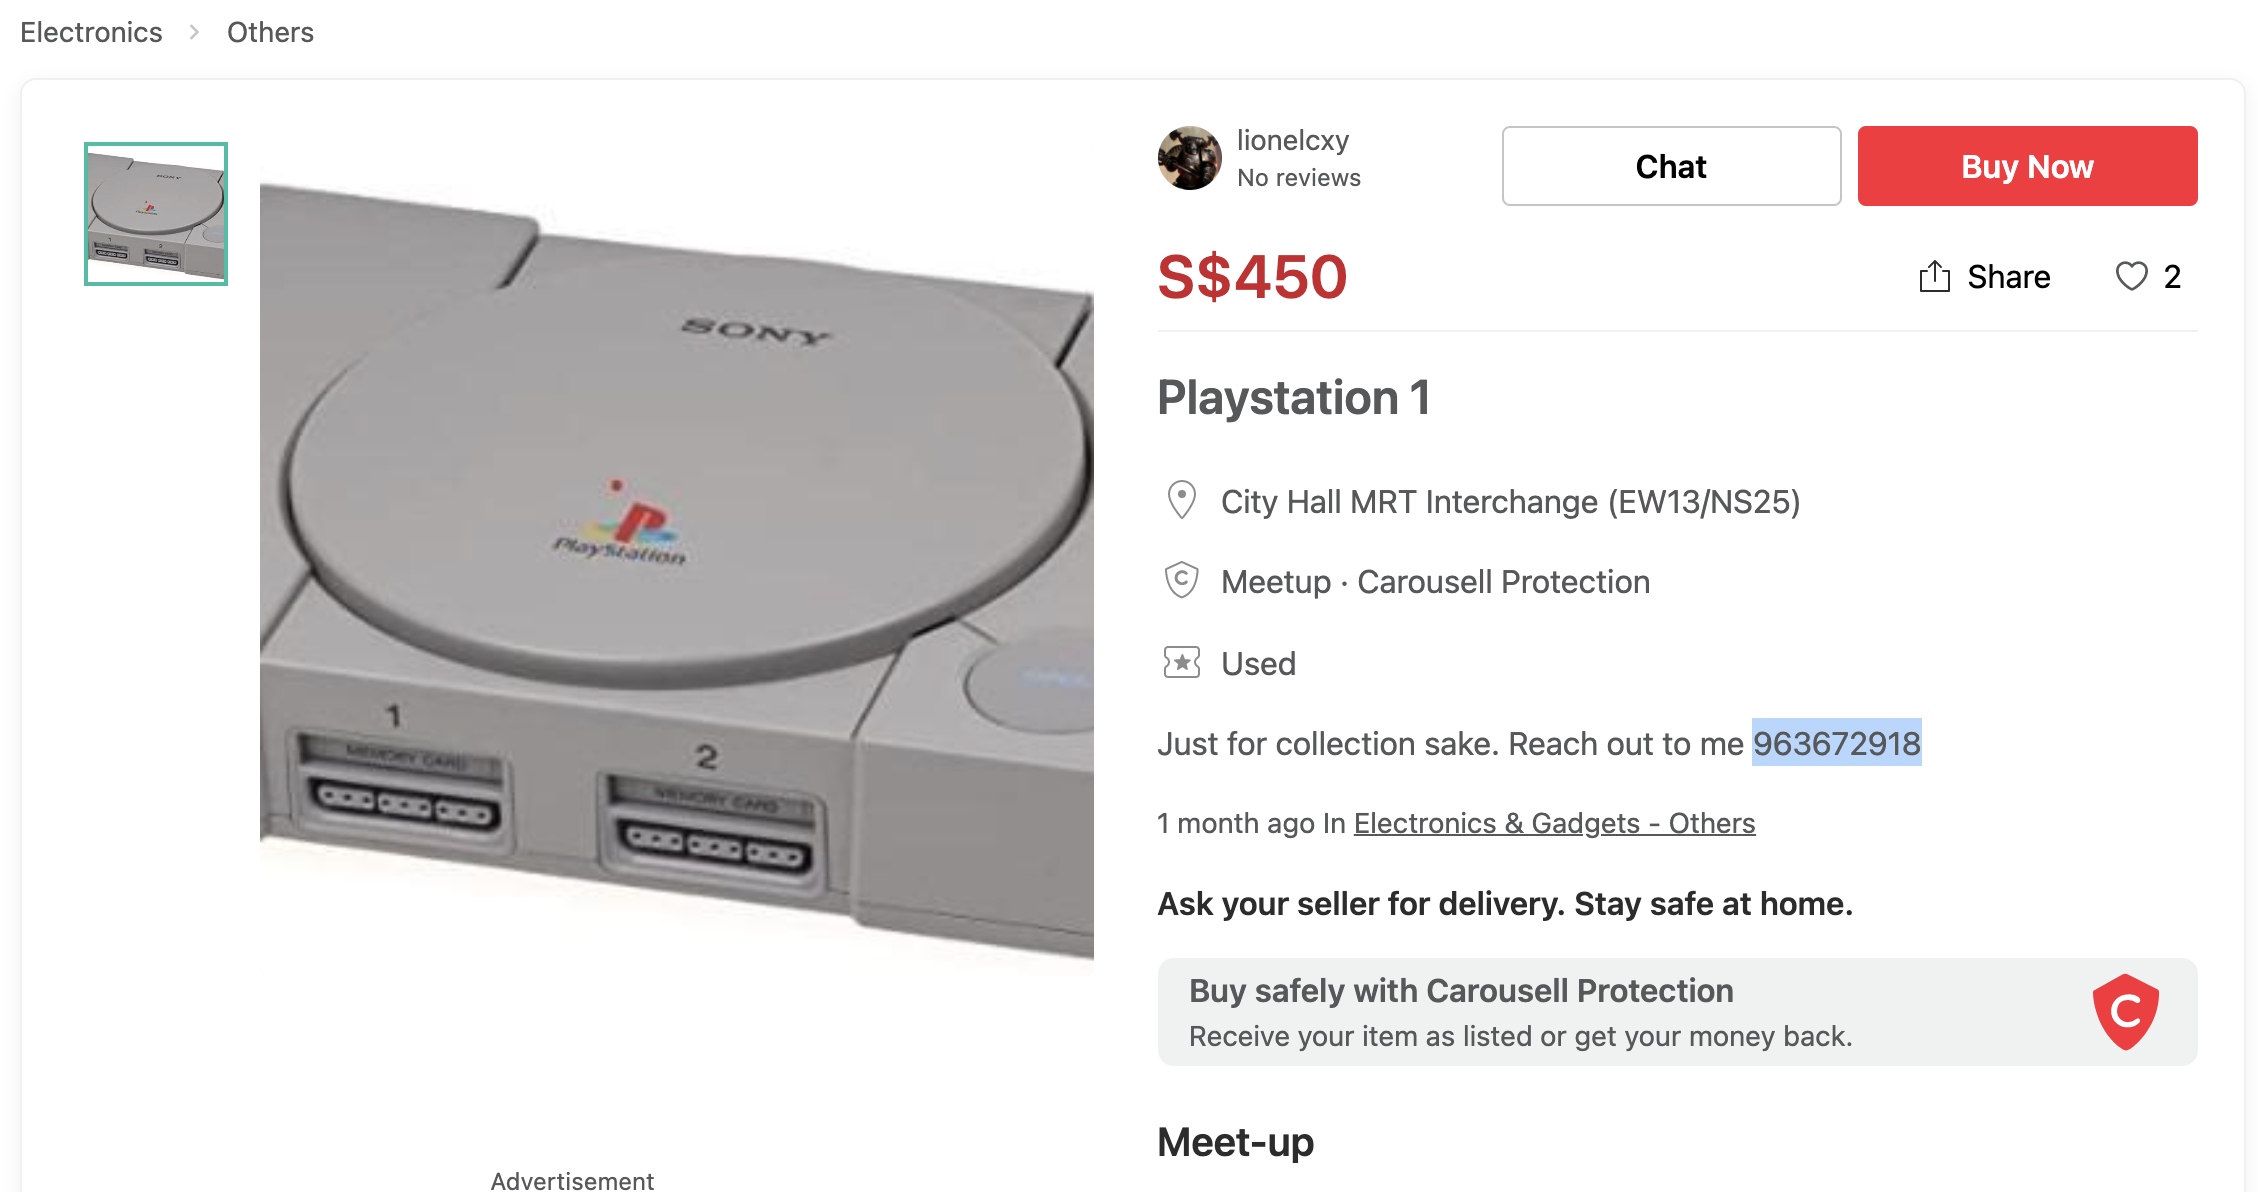 Electronics > Others
lionelcxy
No reviews
Chat
Buy Now
S$450
Share
2
SONY
PlayStation
1
MEMORY CARD
2
MEMORY CARD
Playstation 1
City Hall MRT Interchange (EW13/NS25)
Meetup · Carousell Protection
Used
Just for collection sake. Reach out to me 963672918
1 month ago In Electronics & Gadgets - Others
Ask your seller for delivery. Stay safe at home.
Buy safely with Carousell Protection
Receive your item as listed or get your money back.
Meet-up
Advertisement